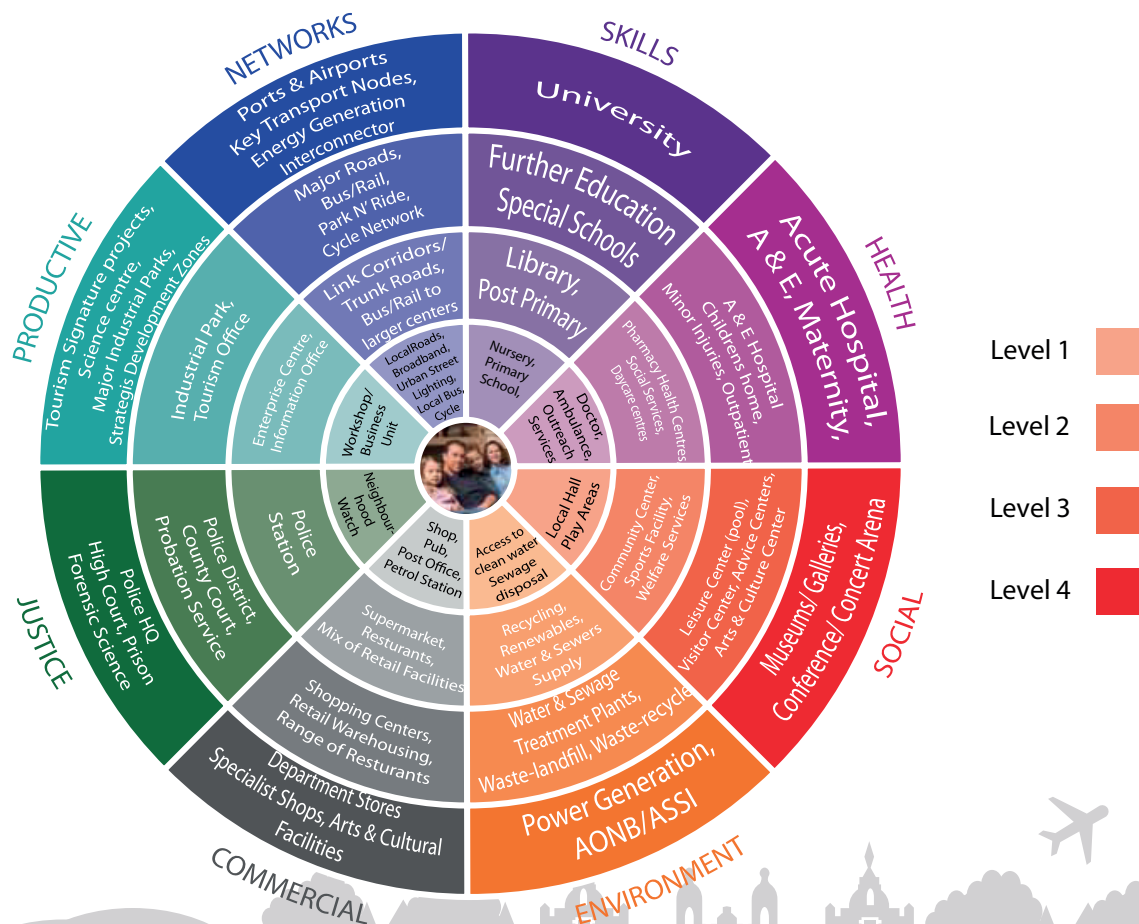 NETWORKS
Ports & Airports
Key Transport Nodes,
Energy Generation
Interconnector
Major Roads,
Bus/Rail,
Park N' Ride,
Cycle Network
Link Corridors/
Trunk Roads,
Bus/Rail to
larger centers
LocalRoads,
Broadband,
Urban Street
Lighting,
Local Bus,
Cycle
SKILLS
University
Further Education
Special Schools
Library,
Post Primary
Nursery,
Primary
School,
HEALTH
Acute Hospital,
A & E, Maternity,
A & E Hospital
Childrens home,
Minor Injuries, Outpatient
Pharmacy Health Centres
Social Services,
Daycare centres
Doctor,
Ambulance,
Outreach
Services
SOCIAL
Museums/ Galleries,
Conference/ Concert Arena
Leisure Center (pool),
Visitor Center, Advice Centers,
Arts & Culture Center
Community Center,
Sports Facility,
Welfare Services
Local Hall
Play Areas
ENVIRONMENT
Power Generation,
AONB/ASSI
Water & Sewage
Treatment Plants,
Waste-landfill, Waste-recycle
Recycling,
Renewables,
Water & Sewers
Supply
Access to
clean water
Sewage
disposal
COMMERCIAL
Department Stores
Specialist Shops, Arts & Cultural
Facilities
Shopping Centers,
Retail Warehousing,
Range of Resturants
Supermarket,
Resturants,
Mix of Retail Facilities
Shop,
Pub,
Post Office,
Petrol Station
JUSTICE
Police HQ
High Court, Prison
Forensic Science
Police District,
County Court,
Probation Service
Police
Station
Neighbour-
hood
Watch
PRODUCTIVE
Tourism Signature projects,
Science centre,
Major Industrial Parks,
Strategis Development Zones
Industrial Park,
Tourism Office
Enterprise Centre,
Information Office
Workshop/
Business
Unit
Level 1
Level 2
Level 3
Level 4